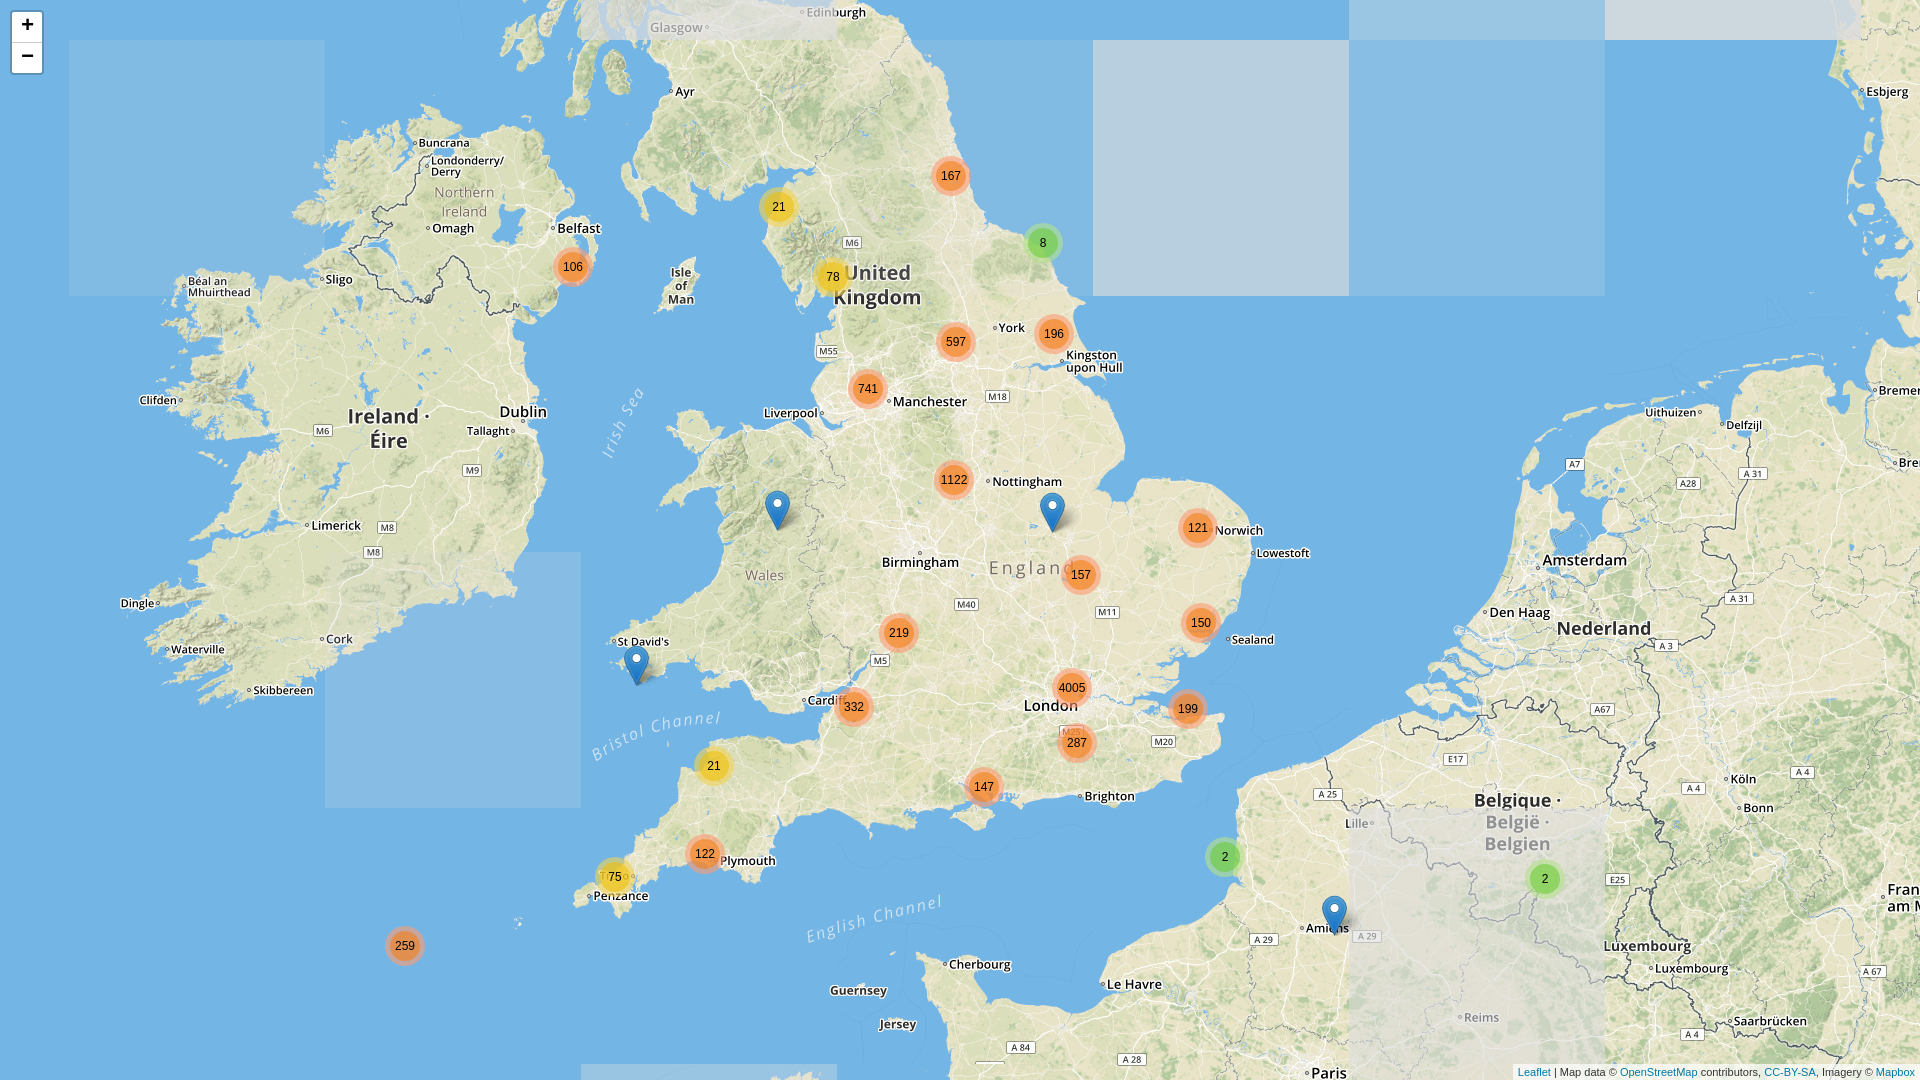 +
−
Edinburgh
Glasgow
Ayr
Esbjerg
Buncrana
Londonderry/
Derry
Northern
Ireland
Omagh
Belfast
167
21
M6
8
106
78
United
Kingdom
Isle
of
Man
Sligo
Béal an
Mhuirthead
York
196
597
Kingston
upon Hull
M55
741
Manchester
M18
Liverpool
Irish Sea
Clifden
Ireland ·
Éire
Dublin
Tallaght
M6
M9
Uithuizen
Delfzijl
A7
A 31
A28
1122
Nottingham
Limerick
M8
M8
121
Norwich
Lowestoft
Birmingham
England
157
Wales
Amsterdam
Dingle
M40
M11
Den Haag
A 31
Nederland
219
150
Sealand
Cork
St David's
Waterville
M5
A 3
Skibbereen
4005
London
Cardiff
332
199
A67
Bristol Channel
M25
287
M20
E17
21
147
Brighton
A 25
Köln
A 4
A 4
Bonn
Belgique ·
België ·
Belgien
Lille
122
Plymouth
2
75
Penzance
2
E25
259
English Channel
Amiens
A 29
A 29
Luxembourg
Luxembourg
A 67
Cherbourg
Le Havre
Guernsey
Jersey
Reims
Saarbrücken
A 4
A 84
A 28
Paris
Leaflet | Map data © OpenStreetMap contributors, CC-BY-SA, Imagery © Mapbox